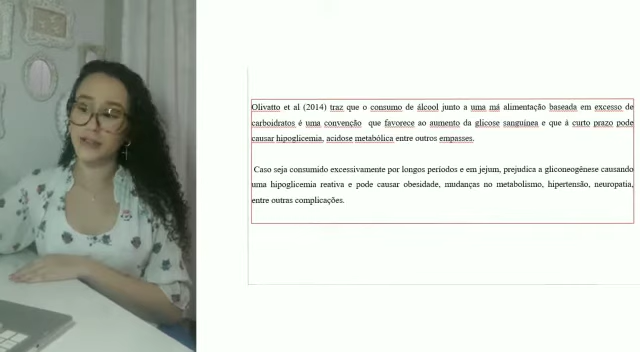 Olivatto et al (2014) traz que o consumo de álcool junto a uma má alimentação baseada em excesso de
carboidratos é uma convenção que favorece ao aumento da glicose sanguínea e que á curto prazo pode
causar hipoglicemia, acidose metabólica entre outros empasses.
Caso seja consumido excessivamente por longos períodos e em jejum, prejudica a gliconeogênese causando
uma hipoglicemia reativa e pode causar obesidade, mudanças no metabolismo, hipertensão, neuropatia,
entre outras complicações.